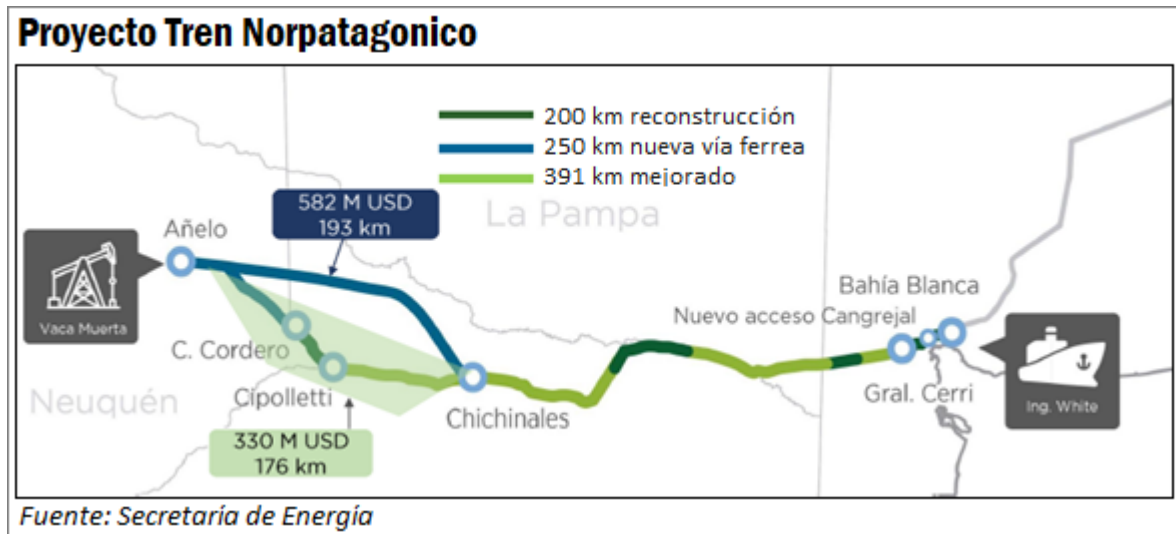 Proyecto Tren Norpatagonico
200 km reconstrucción
250 km nueva vía ferrea
391 km mejorado
582 M USD
193 km
La Pampa
Añelo
Vaca Muerta
Bahía Blanca
Nuevo acceso Cangrejal
C. Cordero
Cipolletti
Neuquén
Chichinales
Gral. Cerri
Ing. White
330 M USD
176 km
Fuente: Secretaría de Energía